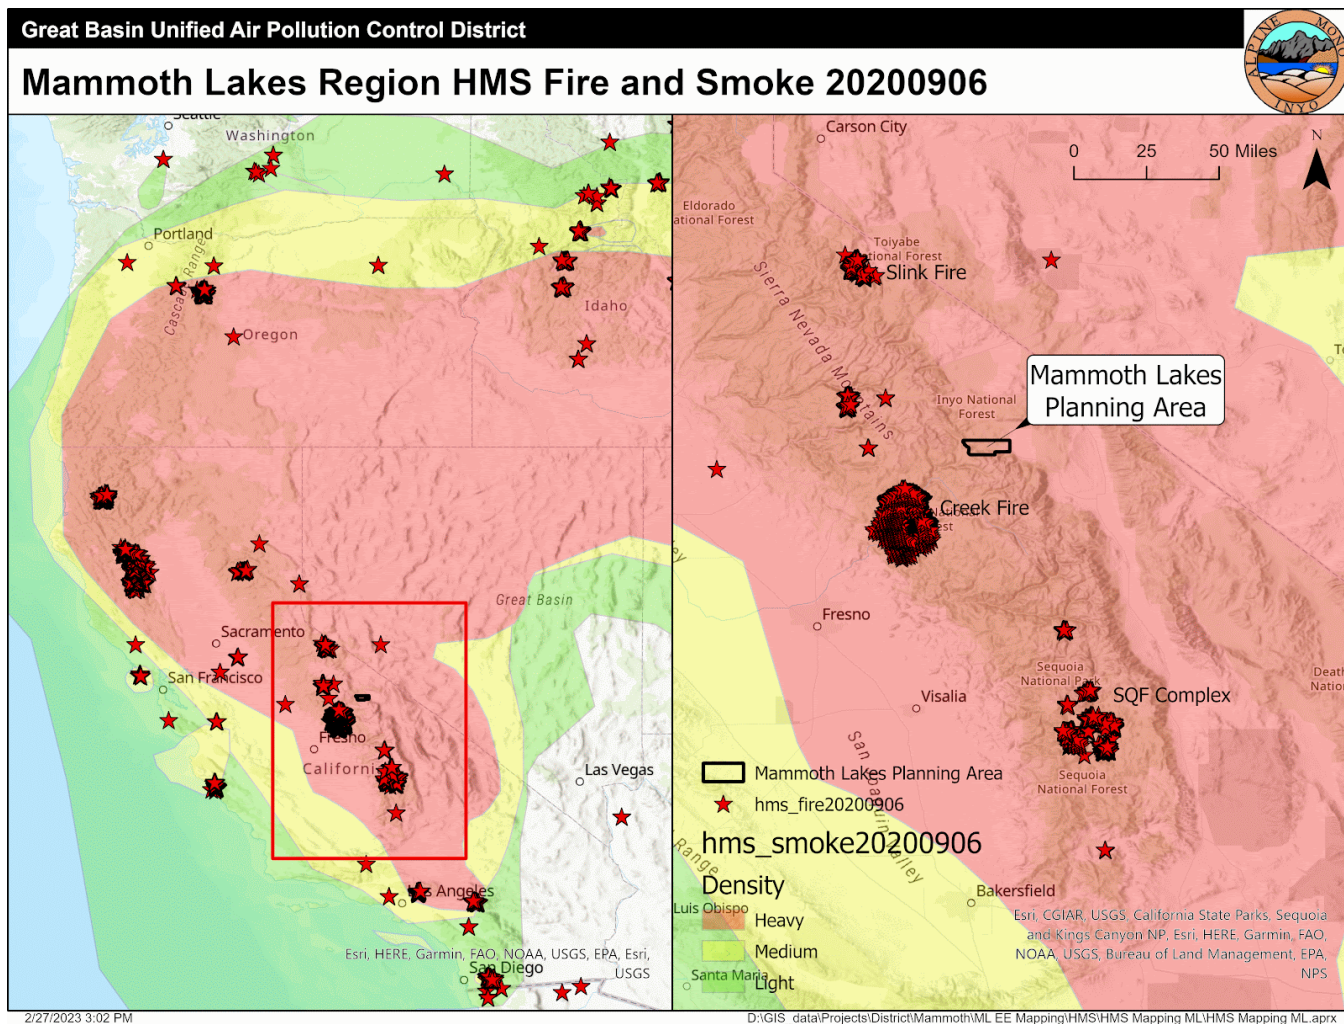 Great Basin Unified Air Pollution Control District
Mammoth Lakes Region HMS Fire and Smoke 20200906
ALPINE MONO
INYO
Seattle
Washington
Portland
Cascade Range
Oregon
Idaho
Great Basin
Sacramento
San Francisco
Fresno
California
Las Vegas
Los Angeles
San Diego
Esri, HERE, Garmin, FAO, NOAA, USGS, EPA, Esri,
USGS
Carson City
N
0 25 50 Miles
Eldorado
ational Forest
Toiyabe
National Forest
Slink Fire
Sierra Nevada Mountains
Mammoth Lakes
Planning Area
Inyo National
Forest
Creek Fire
Fresno
Sequoia
National Park
SQF Complex
Death
Natio
Visalia
San Joaquin Valley
Sequoia
National Forest
Mammoth Lakes Planning Area
hms_fire20200906
hms_smoke20200906
Density
Heavy
Medium
Light
Range
Luis Obispo
Santa Maria
Bakersfield
Esri, CGIAR, USGS, California State Parks, Sequoia
and Kings Canyon NP, Esri, HERE, Garmin, FAO,
NOAA, USGS, Bureau of Land Management, EPA,
NPS
2/27/2023 3:02 PM
D:\GIS_data\Projects\District\Mammoth\ML EE Mapping\HMS\HMS Mapping ML\HMS Mapping ML.aprx